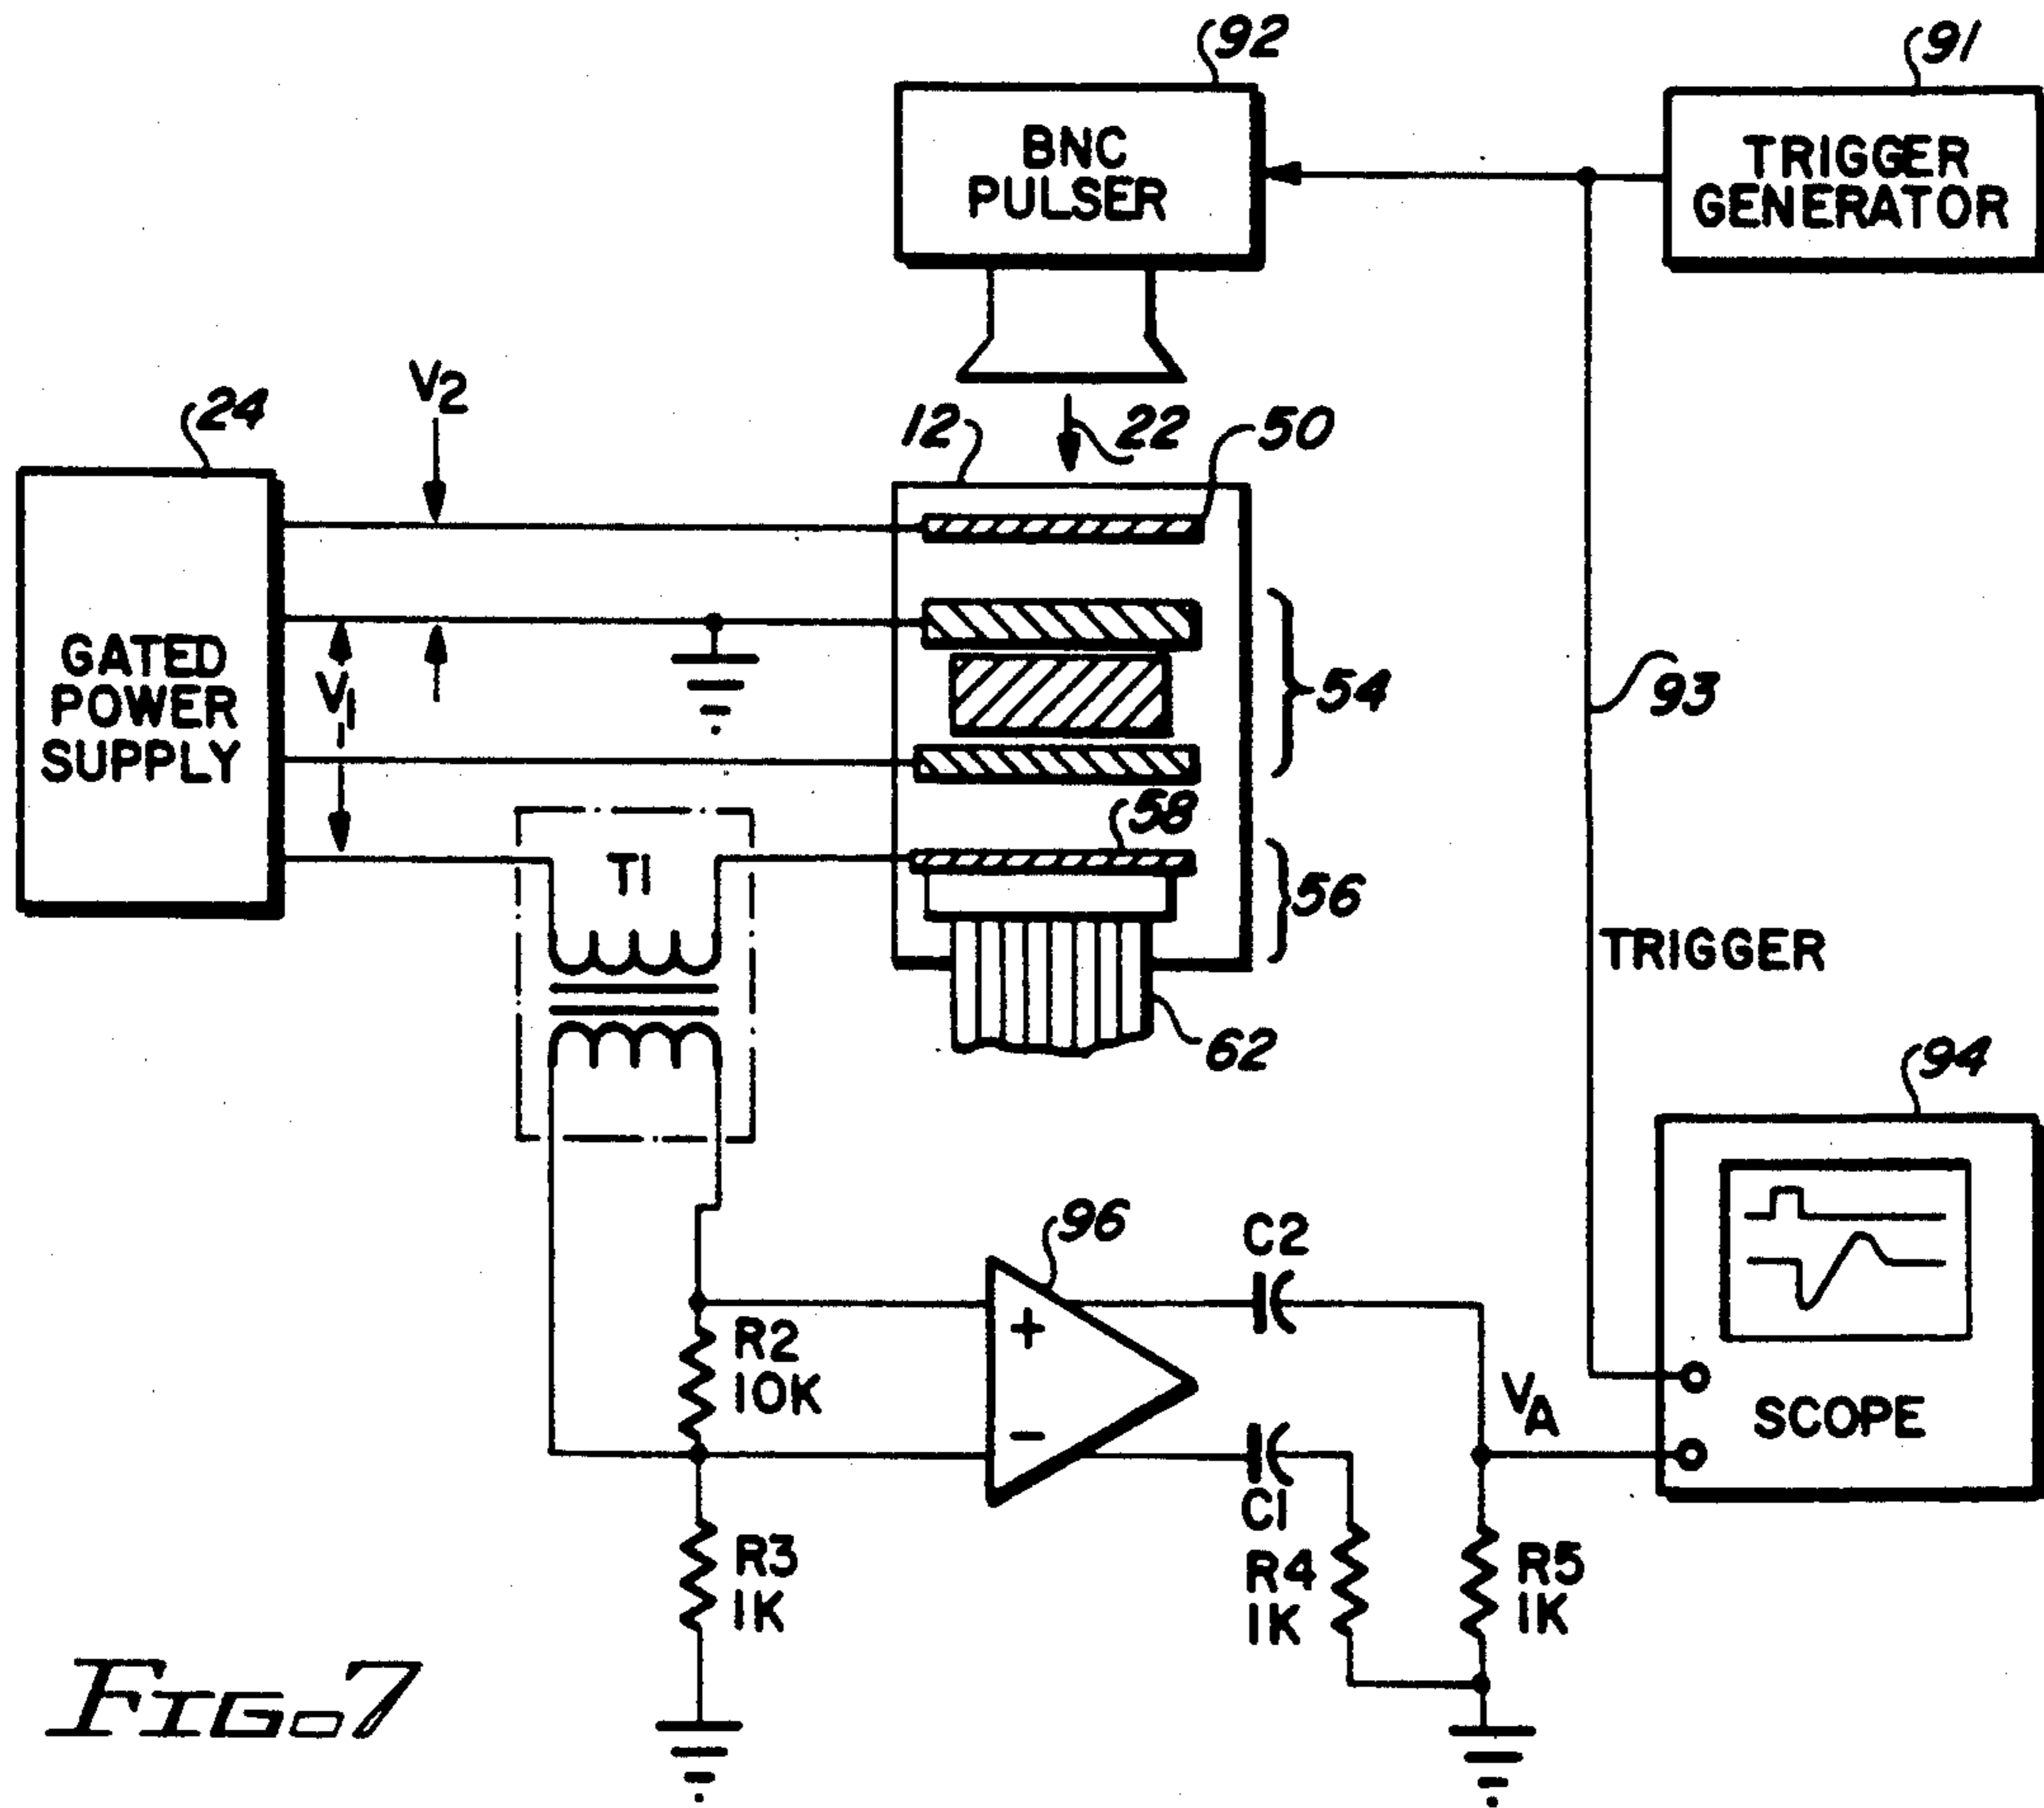 92
91
BNC
PULSER
TRIGGER
GENERATOR
V2
24
12
22
50
GATED
POWER
SUPPLY
V1
54
93
58
T1
56
TRIGGER
62
94
96
C2
R2
10K
+
-
VA
SCOPE
C1
R3
1K
R4
1K
R5
1K
FIG. 7